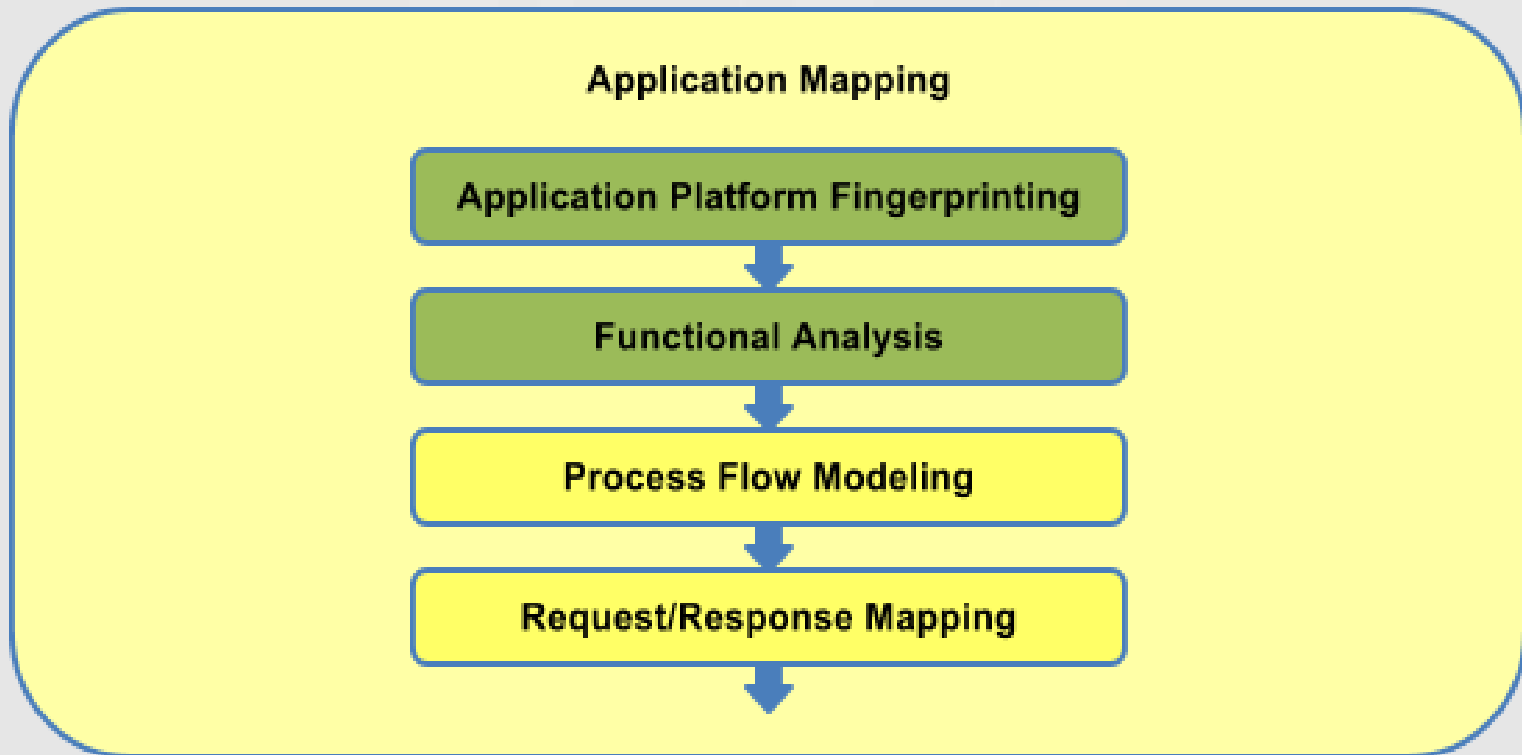 Application Mapping
Application Platform Fingerprinting
Functional Analysis
Process Flow Modeling
Request/Response Mapping